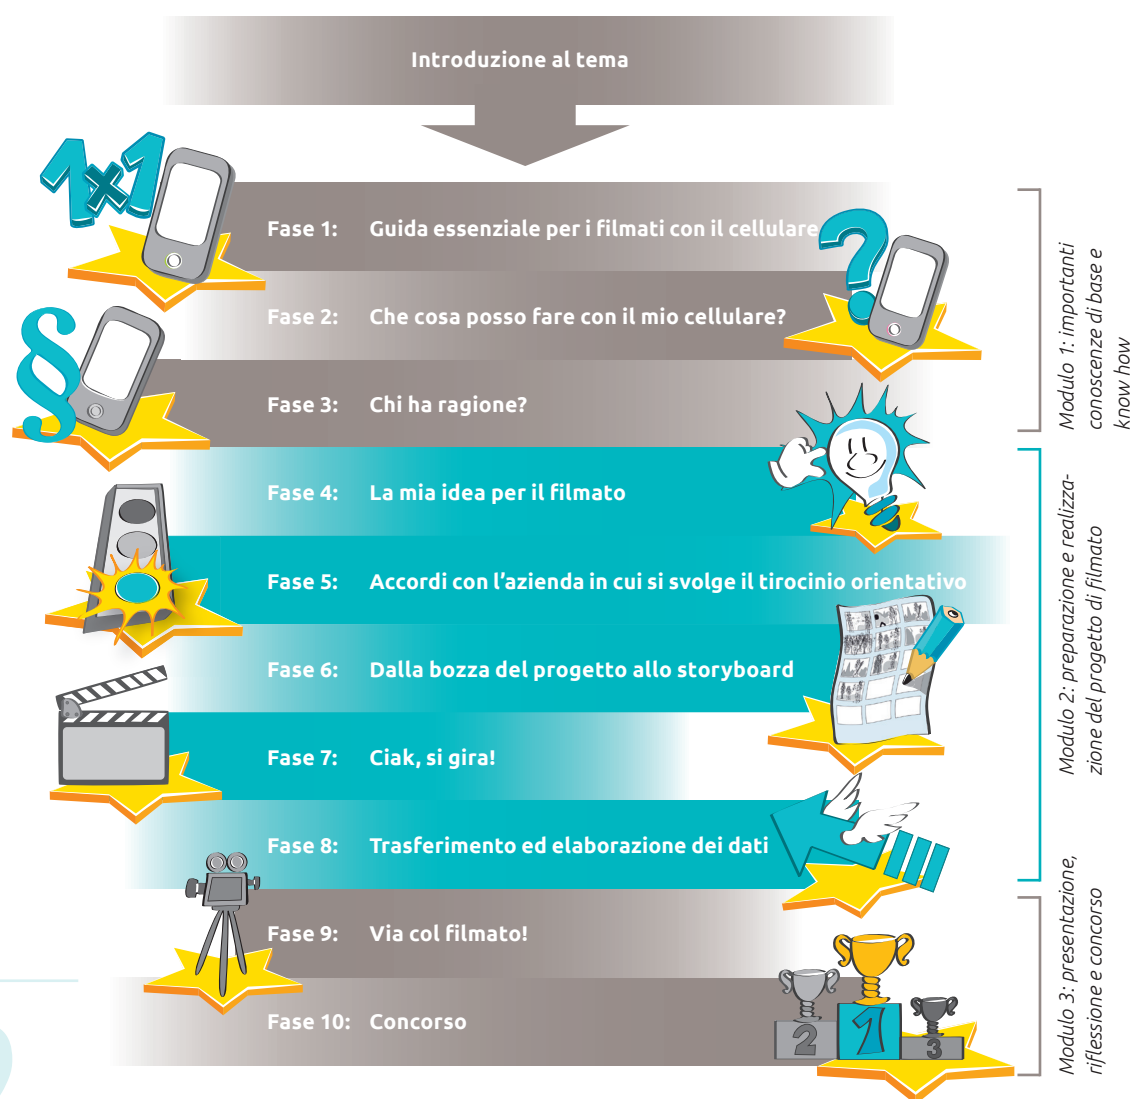 Introduzione al tema
1x1
Fase 1: Guida essenziale per i filmati con il cellulare
?
Fase 2: Che cosa posso fare con il mio cellulare?
§
Fase 3: Chi ha ragione?
Modulo 1: importanti
conoscenze di base e
know how
Fase 4: La mia idea per il filmato
Fase 5: Accordi con l’azienda in cui si svolge il tirocinio orientativo
Fase 6: Dalla bozza del progetto allo storyboard
Fase 7: Ciak, si gira!
Fase 8: Trasferimento ed elaborazione dei dati
Modulo 2: preparazione e realizza-
zione del progetto di filmato
Fase 9: Via col filmato!
Fase 10: Concorso
2 1 3
Modulo 3: presentazione,
riflessione e concorso